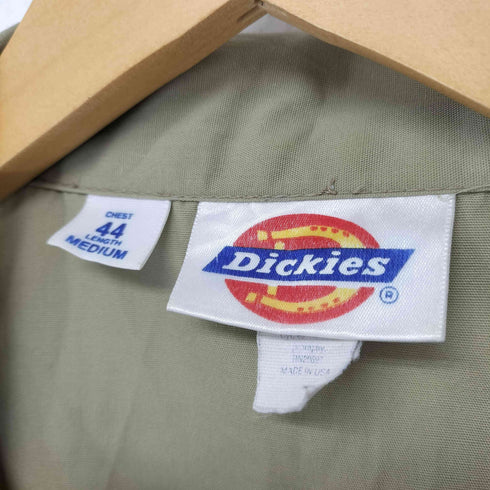 CHEST
44
LENGTH
MEDIUM
Dickies
®
MADE IN USA